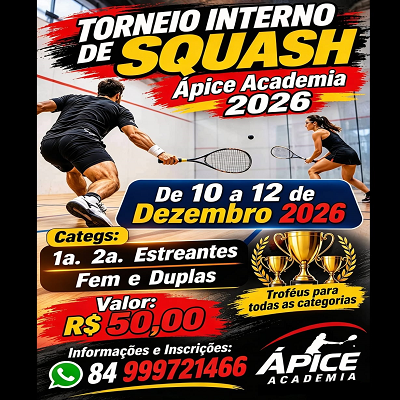 TORNEIO INTERNO
DE SQUASH
Ápice Academia
2026
De 10 a 12 de
Dezembro 2026
Categs:
1a. 2a. Estreantes
Fem e Duplas
Troféus para
todas as categorias
Valor:
R$ 50,00
Informações e Inscrições:
84 999721466
ÁPICE
ACADEMIA